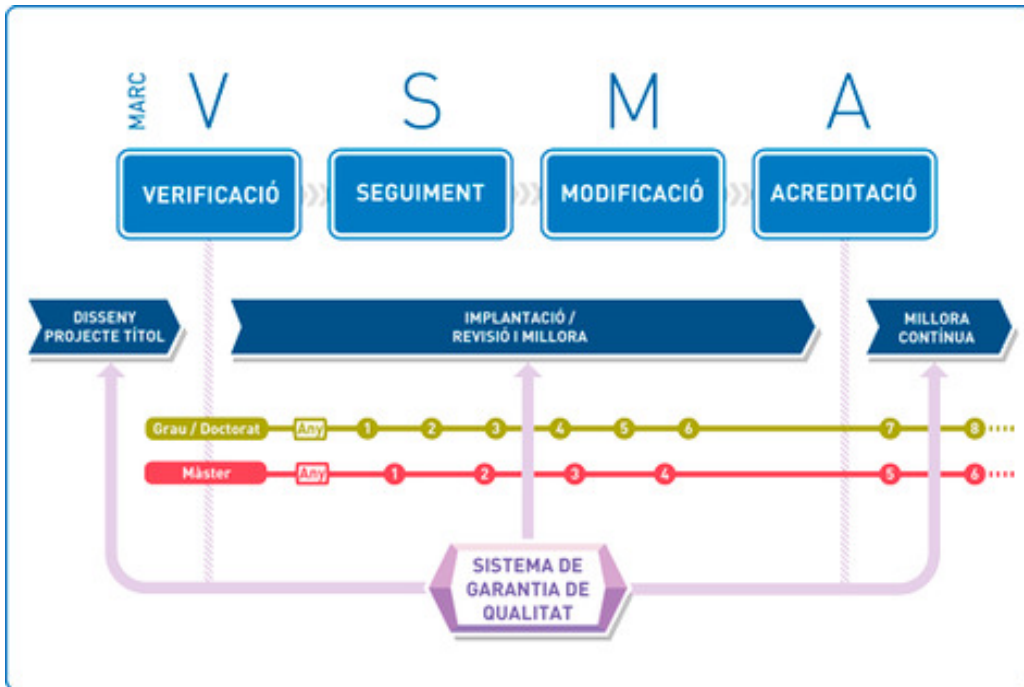 MARC
V
S
M
A
VERIFICACIÓ
SEGUIMENT
MODIFICACIÓ
ACREDITACIÓ
DISSENY
PROJECTE TÍTOL
IMPLANTACIÓ /
REVISIÓ I MILLORA
MILLORA
CONTÍNUA
Grau / Doctorat Any 1 2 3 4 5 6 7 8
Màster Any 1 2 3 4 5 6
SISTEMA DE
GARANTIA DE
QUALITAT